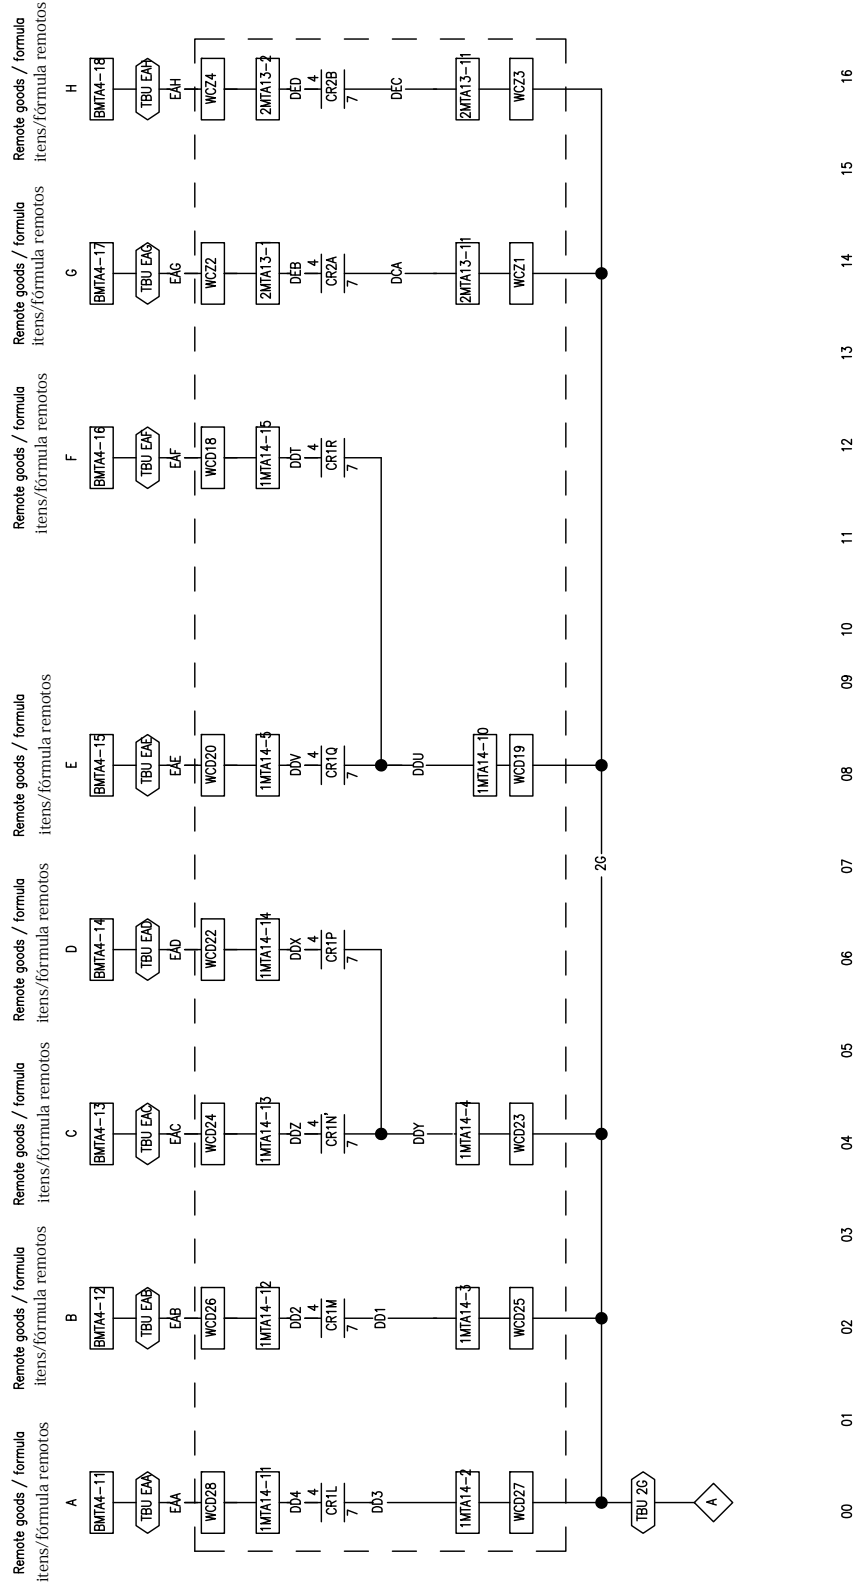 Remote goods / formula
itens/fórmula remotos
A
BMTA4-11
TBU EAA
EAA
WCD28
1MTA14-11
DD4
4
CR1L
7
DD3
1MTA14-2
WCD27
TBU 2G
A
00
01
Remote goods / formula
itens/fórmula remotos
B
BMTA4-12
TBU EAB
EAB
WCD26
1MTA14-12
DD2
4
CR1M
7
DD1
1MTA14-3
WCD25
02
03
Remote goods / formula
itens/fórmula remotos
C
BMTA4-13
TBU EAC
EAC
WCD24
1MTA14-13
DDZ
4
CR1N'
7
DDY
1MTA14-4
WCD23
04
05
Remote goods / formula
itens/fórmula remotos
D
BMTA4-14
TBU EAD
EAD
WCD22
1MTA14-14
DDX
4
CR1P
7
06
2G
07
Remote goods / formula
itens/fórmula remotos
E
BMTA4-15
TBU EAE
EAE
WCD20
1MTA14-5
DDV
4
CR1Q
7
DDU
1MTA14-10
WCD19
08
09
10
11
Remote goods / formula
itens/fórmula remotos
F
BMTA4-16
TBU EAF
EAF
WCD18
1MTA14-15
DDT
4
CR1R
7
12
13
Remote goods / formula
itens/fórmula remotos
G
BMTA4-17
TBU EAG
EAG
WCZ2
2MTA13-1
DEB
4
CR2A
7
DCA
2MTA13-11
WCZ1
14
15
Remote goods / formula
itens/fórmula remotos
H
BMTA4-18
TBU EAH
EAH
WCZ4
2MTA13-2
DED
4
CR2B
7
DEC
2MTA13-11
WCZ3
16